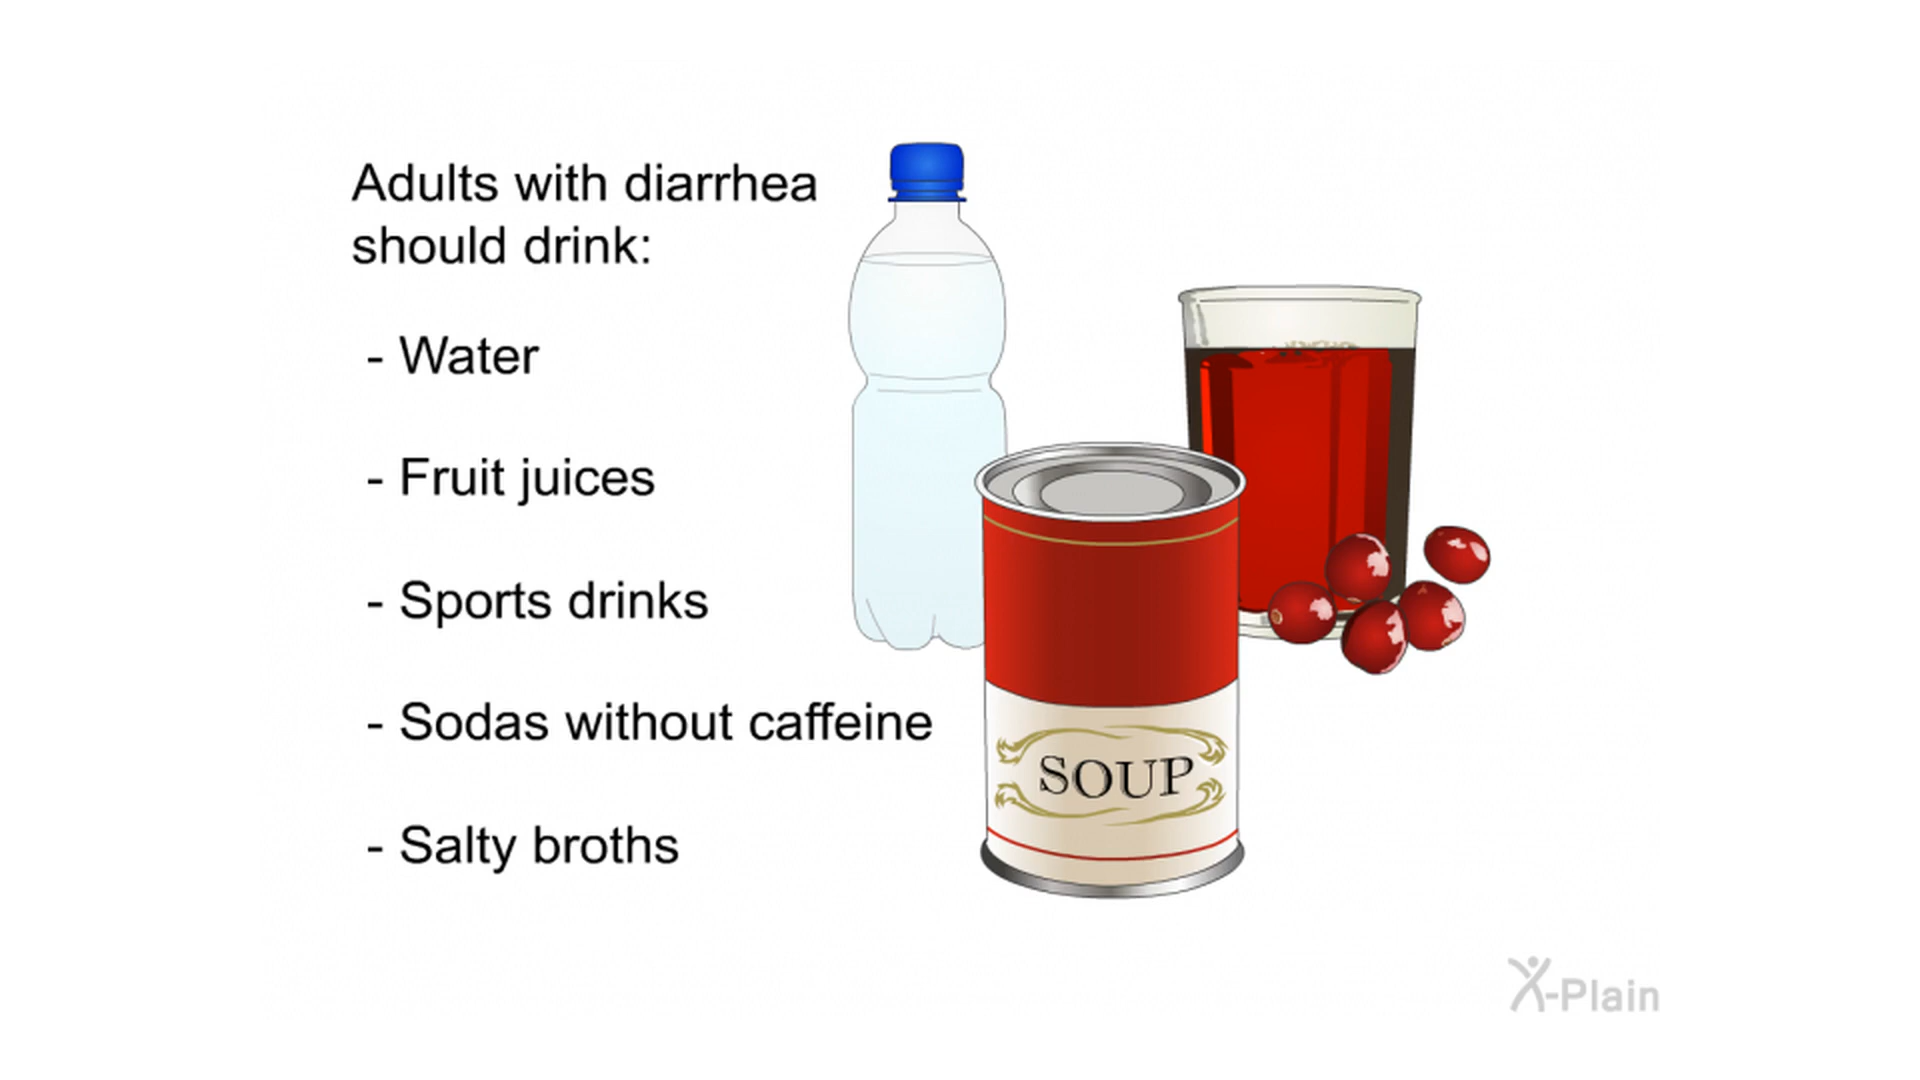 Adults with diarrhea
should drink:
- Water
- Fruit juices
- Sports drinks
- Sodas without caffeine
- Salty broths
SOUP
X-Plain